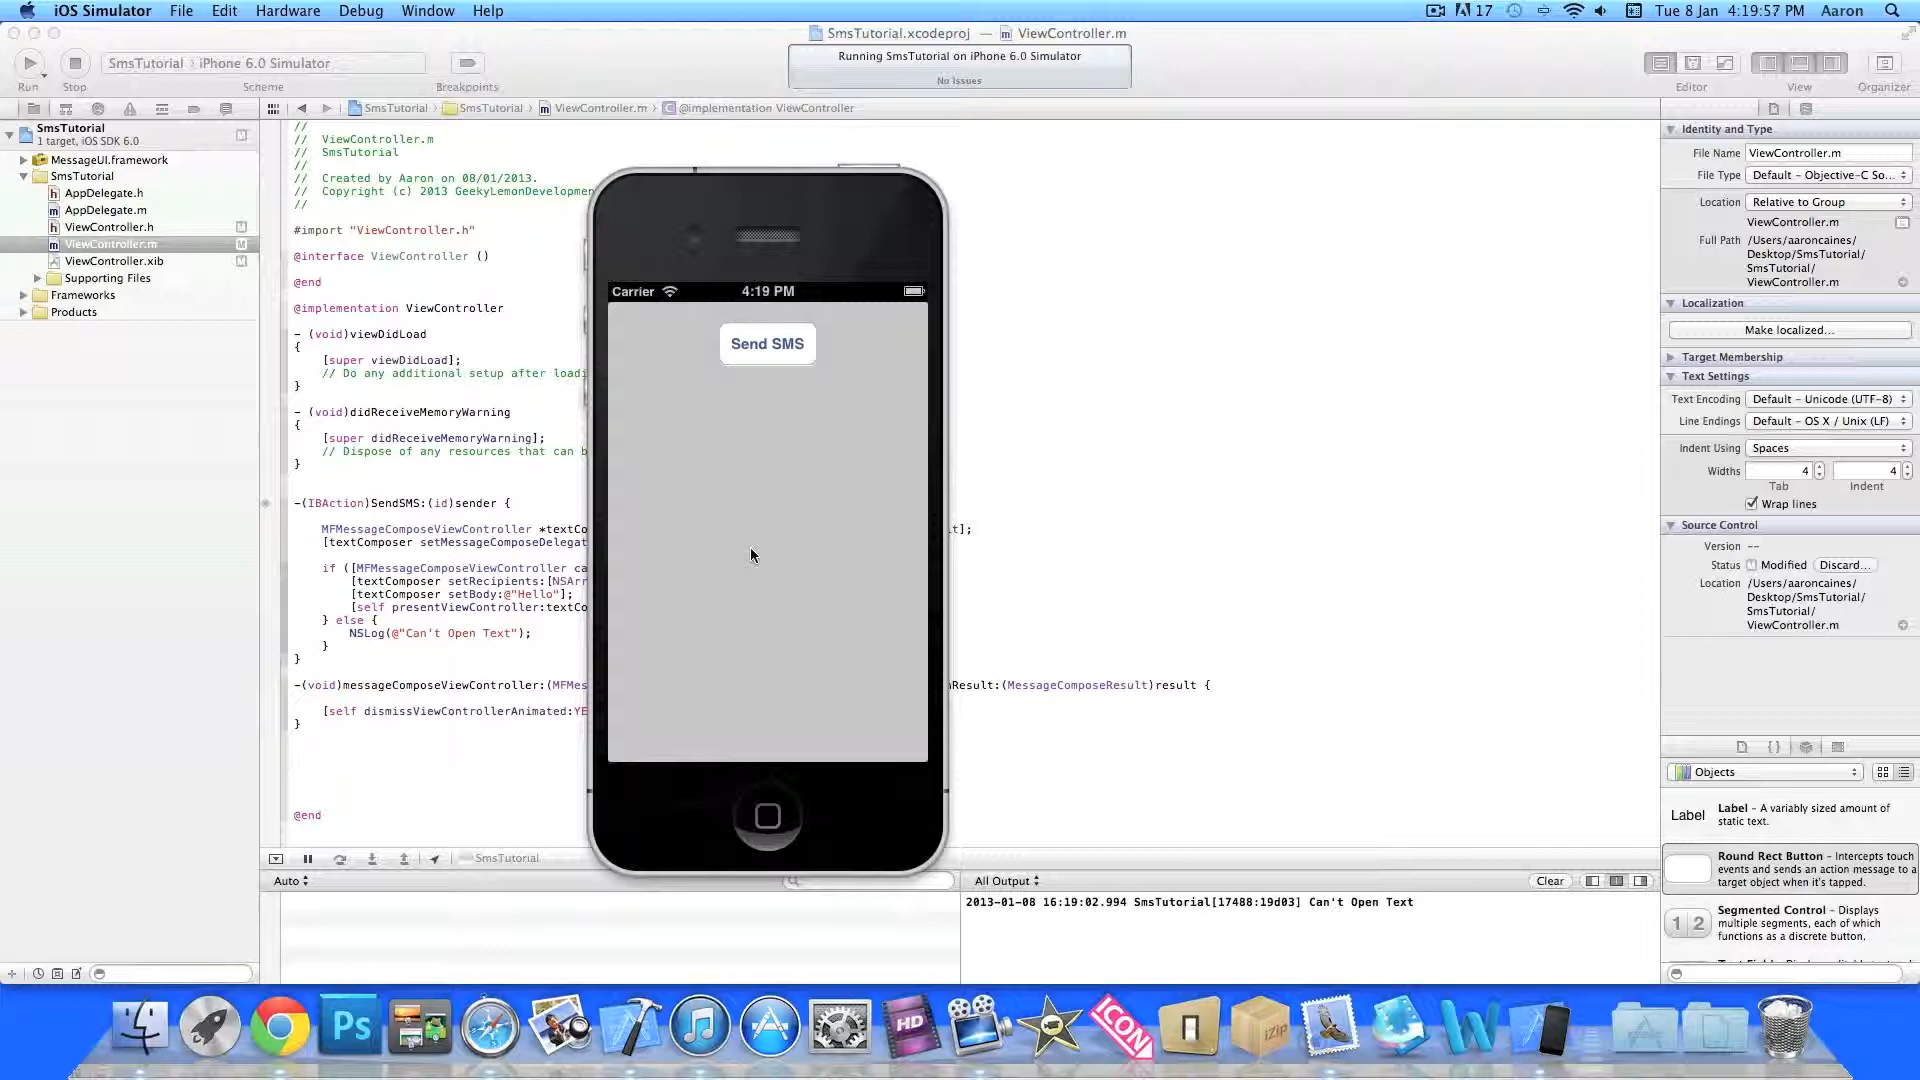 iOS Simulator File Edit Hardware Debug Window Help
17 Tue 8 Jan 4:19:57 PM Aaron
SmsTutorial.xcodeproj — ViewController.m
SmsTutorial iPhone 6.0 Simulator
Running SmsTutorial on iPhone 6.0 Simulator
No Issues
Run Stop Scheme Breakpoints Editor View Organizer
SmsTutorial SmsTutorial ViewController.m @implementation ViewController
SmsTutorial
1 target, iOS SDK 6.0
MessageUI.framework
SmsTutorial
AppDelegate.h
AppDelegate.m
ViewController.h
ViewController.m
ViewController.xib
Supporting Files
Frameworks
Products
//
// ViewController.m
// SmsTutorial
//
// Created by Aaron on 08/01/2013.
// Copyright (c) 2013 GeekyLemonDevelopmen
//
#import "ViewController.h"
@interface ViewController ()
@end
@implementation ViewController
- (void)viewDidLoad
{
[super viewDidLoad];
// Do any additional setup after loadi
}
- (void)didReceiveMemoryWarning
{
[super didReceiveMemoryWarning];
// Dispose of any resources that can b
}
-(IBAction)SendSMS:(id)sender {
MFMessageComposeViewController *textCo t];
[textComposer setMessageComposeDelegat
if ([MFMessageComposeViewController ca
[textComposer setRecipients:[NSArr
[textComposer setBody:@"Hello"];
[self presentViewController:textCo
} else {
NSLog(@"Can't Open Text");
}
}
-(void)messageComposeViewController:(MFMes nResult:(MessageComposeResult)result {
[self dismissViewControllerAnimated:YE
}
@end
Carrier 4:19 PM
Send SMS
SmsTutorial
Auto
All Output Clear
2013-01-08 16:19:02.994 SmsTutorial[17488:19d03] Can't Open Text
Identity and Type
File Name ViewController.m
File Type Default - Objective-C So...
Location Relative to Group
ViewController.m
Full Path /Users/aaroncaines/
Desktop/SmsTutorial/
SmsTutorial/
ViewController.m
Localization
Make localized...
Target Membership
Text Settings
Text Encoding Default - Unicode (UTF-8)
Line Endings Default - OS X / Unix (LF)
Indent Using Spaces
Widths 4 4
Tab Indent
Wrap lines
Source Control
Version --
Status M Modified Discard...
Location /Users/aaroncaines/
Desktop/SmsTutorial/
SmsTutorial/
ViewController.m
Objects
Label Label - A variably sized amount of
static text.
Round Rect Button - Intercepts touch
events and sends an action message to a
target object when it's tapped.
1 2 Segmented Control - Displays
multiple segments, each of which
functions as a discrete button.
Ps HD ICON iZip W